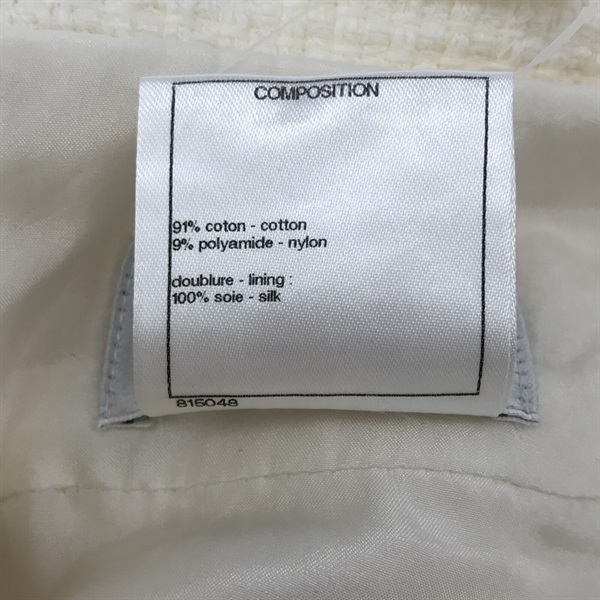 COMPOSITION
91% coton - cotton
9% polyamide - nylon
doublure - lining :
100% soie - silk
815048